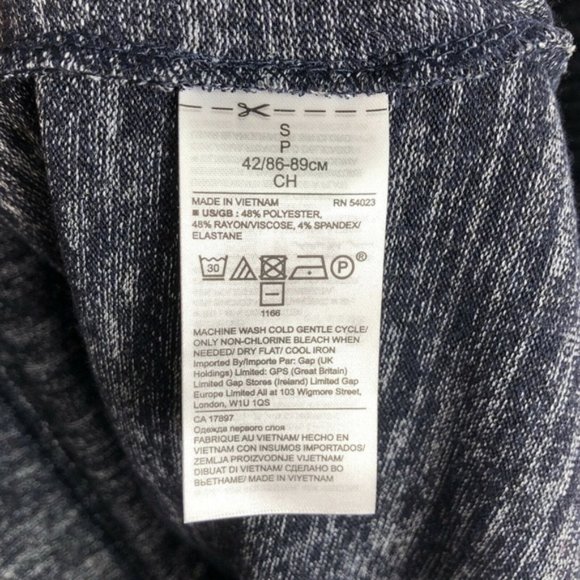 S
P
42/86-89CM
CH
MADE IN VIETNAM RN 54023
■ US/GB : 48% POLYESTER,
48% RAYON/VISCOSE, 4% SPANDEX/
ELASTANE
30 P ®
1166
MACHINE WASH COLD GENTLE CYCLE/
ONLY NON-CHLORINE BLEACH WHEN
NEEDED/ DRY FLAT/ COOL IRON
Imported By/Importe Par: Gap (UK
Holdings) Limited: GPS (Great Britain)
Limited Gap Stores (Ireland) Limited Gap
Europe Limited All at 103 Wigmore Street,
London, W1U 1QS
CA 17897
Одежда первого слоя
FABRIQUE AU VIETNAM/ HECHO EN
VIETNAM CON INSUMOS IMPORTADOS/
ZEMLJA PROIZVODNJE VIJETNAM/
DIBUAT DI VIETNAM/ СДЕЛАНО ВО
ВЬЕТНАМЕ/ MADE IN VIYETNAM